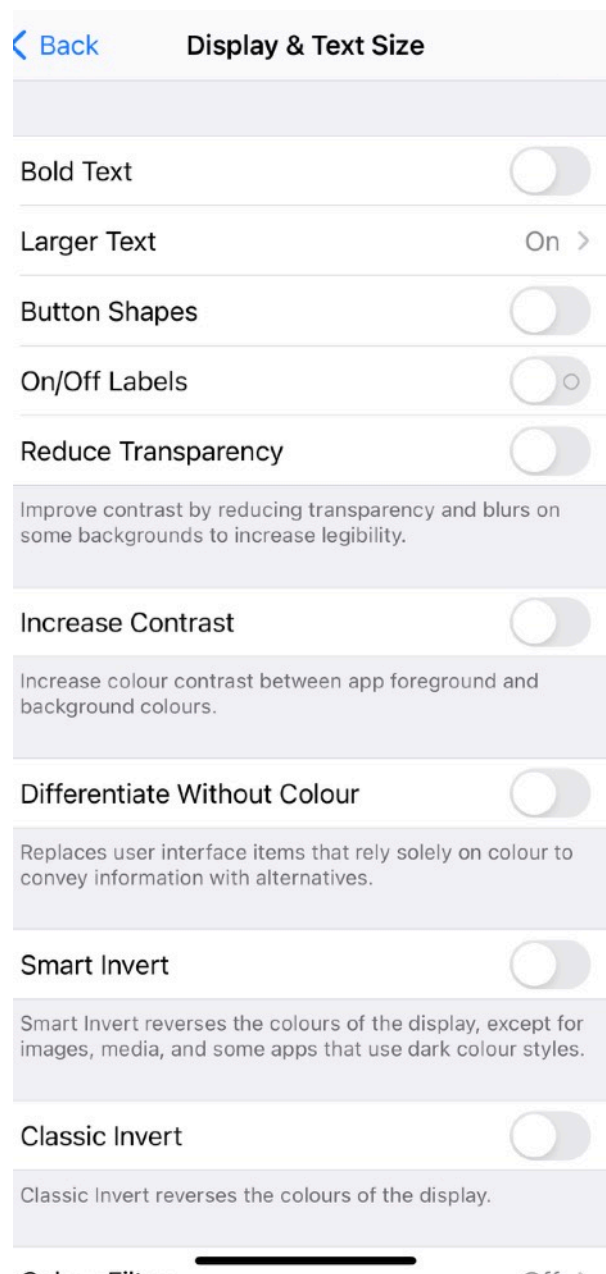 Back Display & Text Size
Bold Text
Larger Text On
Button Shapes
On/Off Labels
Reduce Transparency
Improve contrast by reducing transparency and blurs on
some backgrounds to increase legibility.
Increase Contrast
Increase colour contrast between app foreground and
background colours.
Differentiate Without Colour
Replaces user interface items that rely solely on colour to
convey information with alternatives.
Smart Invert
Smart Invert reverses the colours of the display, except for
images, media, and some apps that use dark colour styles.
Classic Invert
Classic Invert reverses the colours of the display.